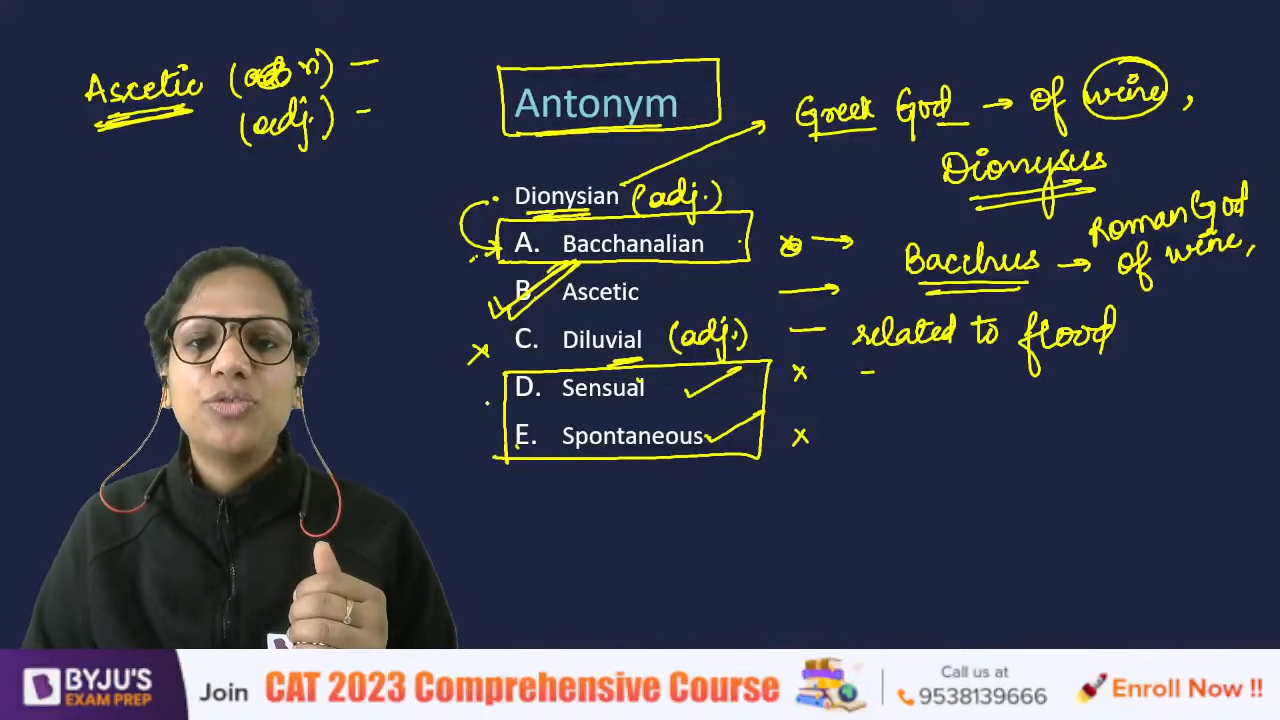 Ascetic ( n) -
(adj.) -
Antonym
Greek God → of wine,
Dionysus
Dionysian (adj.)
A. Bacchanalian
Bacchus → Roman God
of wine,
B. Ascetic
C. Diluvial (adj.) - related to flood
D. Sensual
E. Spontaneous
BYJU'S
EXAM PREP
Join CAT 2023 Comprehensive Course
Call us at
9538139666
Enroll Now !!